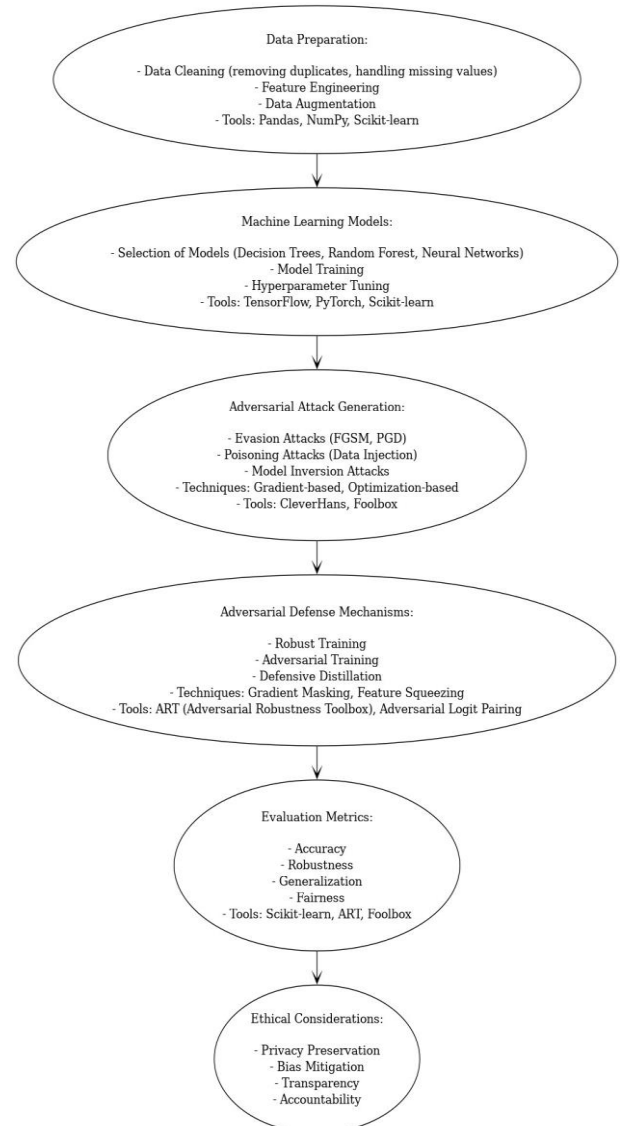 Data Preparation:
- Data Cleaning (removing duplicates, handling missing values)
- Feature Engineering
- Data Augmentation
- Tools: Pandas, NumPy, Scikit-learn
Machine Learning Models:
- Selection of Models (Decision Trees, Random Forest, Neural Networks)
- Model Training
- Hyperparameter Tuning
- Tools: TensorFlow, PyTorch, Scikit-learn
Adversarial Attack Generation:
- Evasion Attacks (FGSM, PGD)
- Poisoning Attacks (Data Injection)
- Model Inversion Attacks
- Techniques: Gradient-based, Optimization-based
- Tools: CleverHans, Foolbox
Adversarial Defense Mechanisms:
- Robust Training
- Adversarial Training
- Defensive Distillation
- Techniques: Gradient Masking, Feature Squeezing
- Tools: ART (Adversarial Robustness Toolbox), Adversarial Logit Pairing
Evaluation Metrics:
- Accuracy
- Robustness
- Generalization
- Fairness
- Tools: Scikit-learn, ART, Foolbox
Ethical Considerations:
- Privacy Preservation
- Bias Mitigation
- Transparency
- Accountability